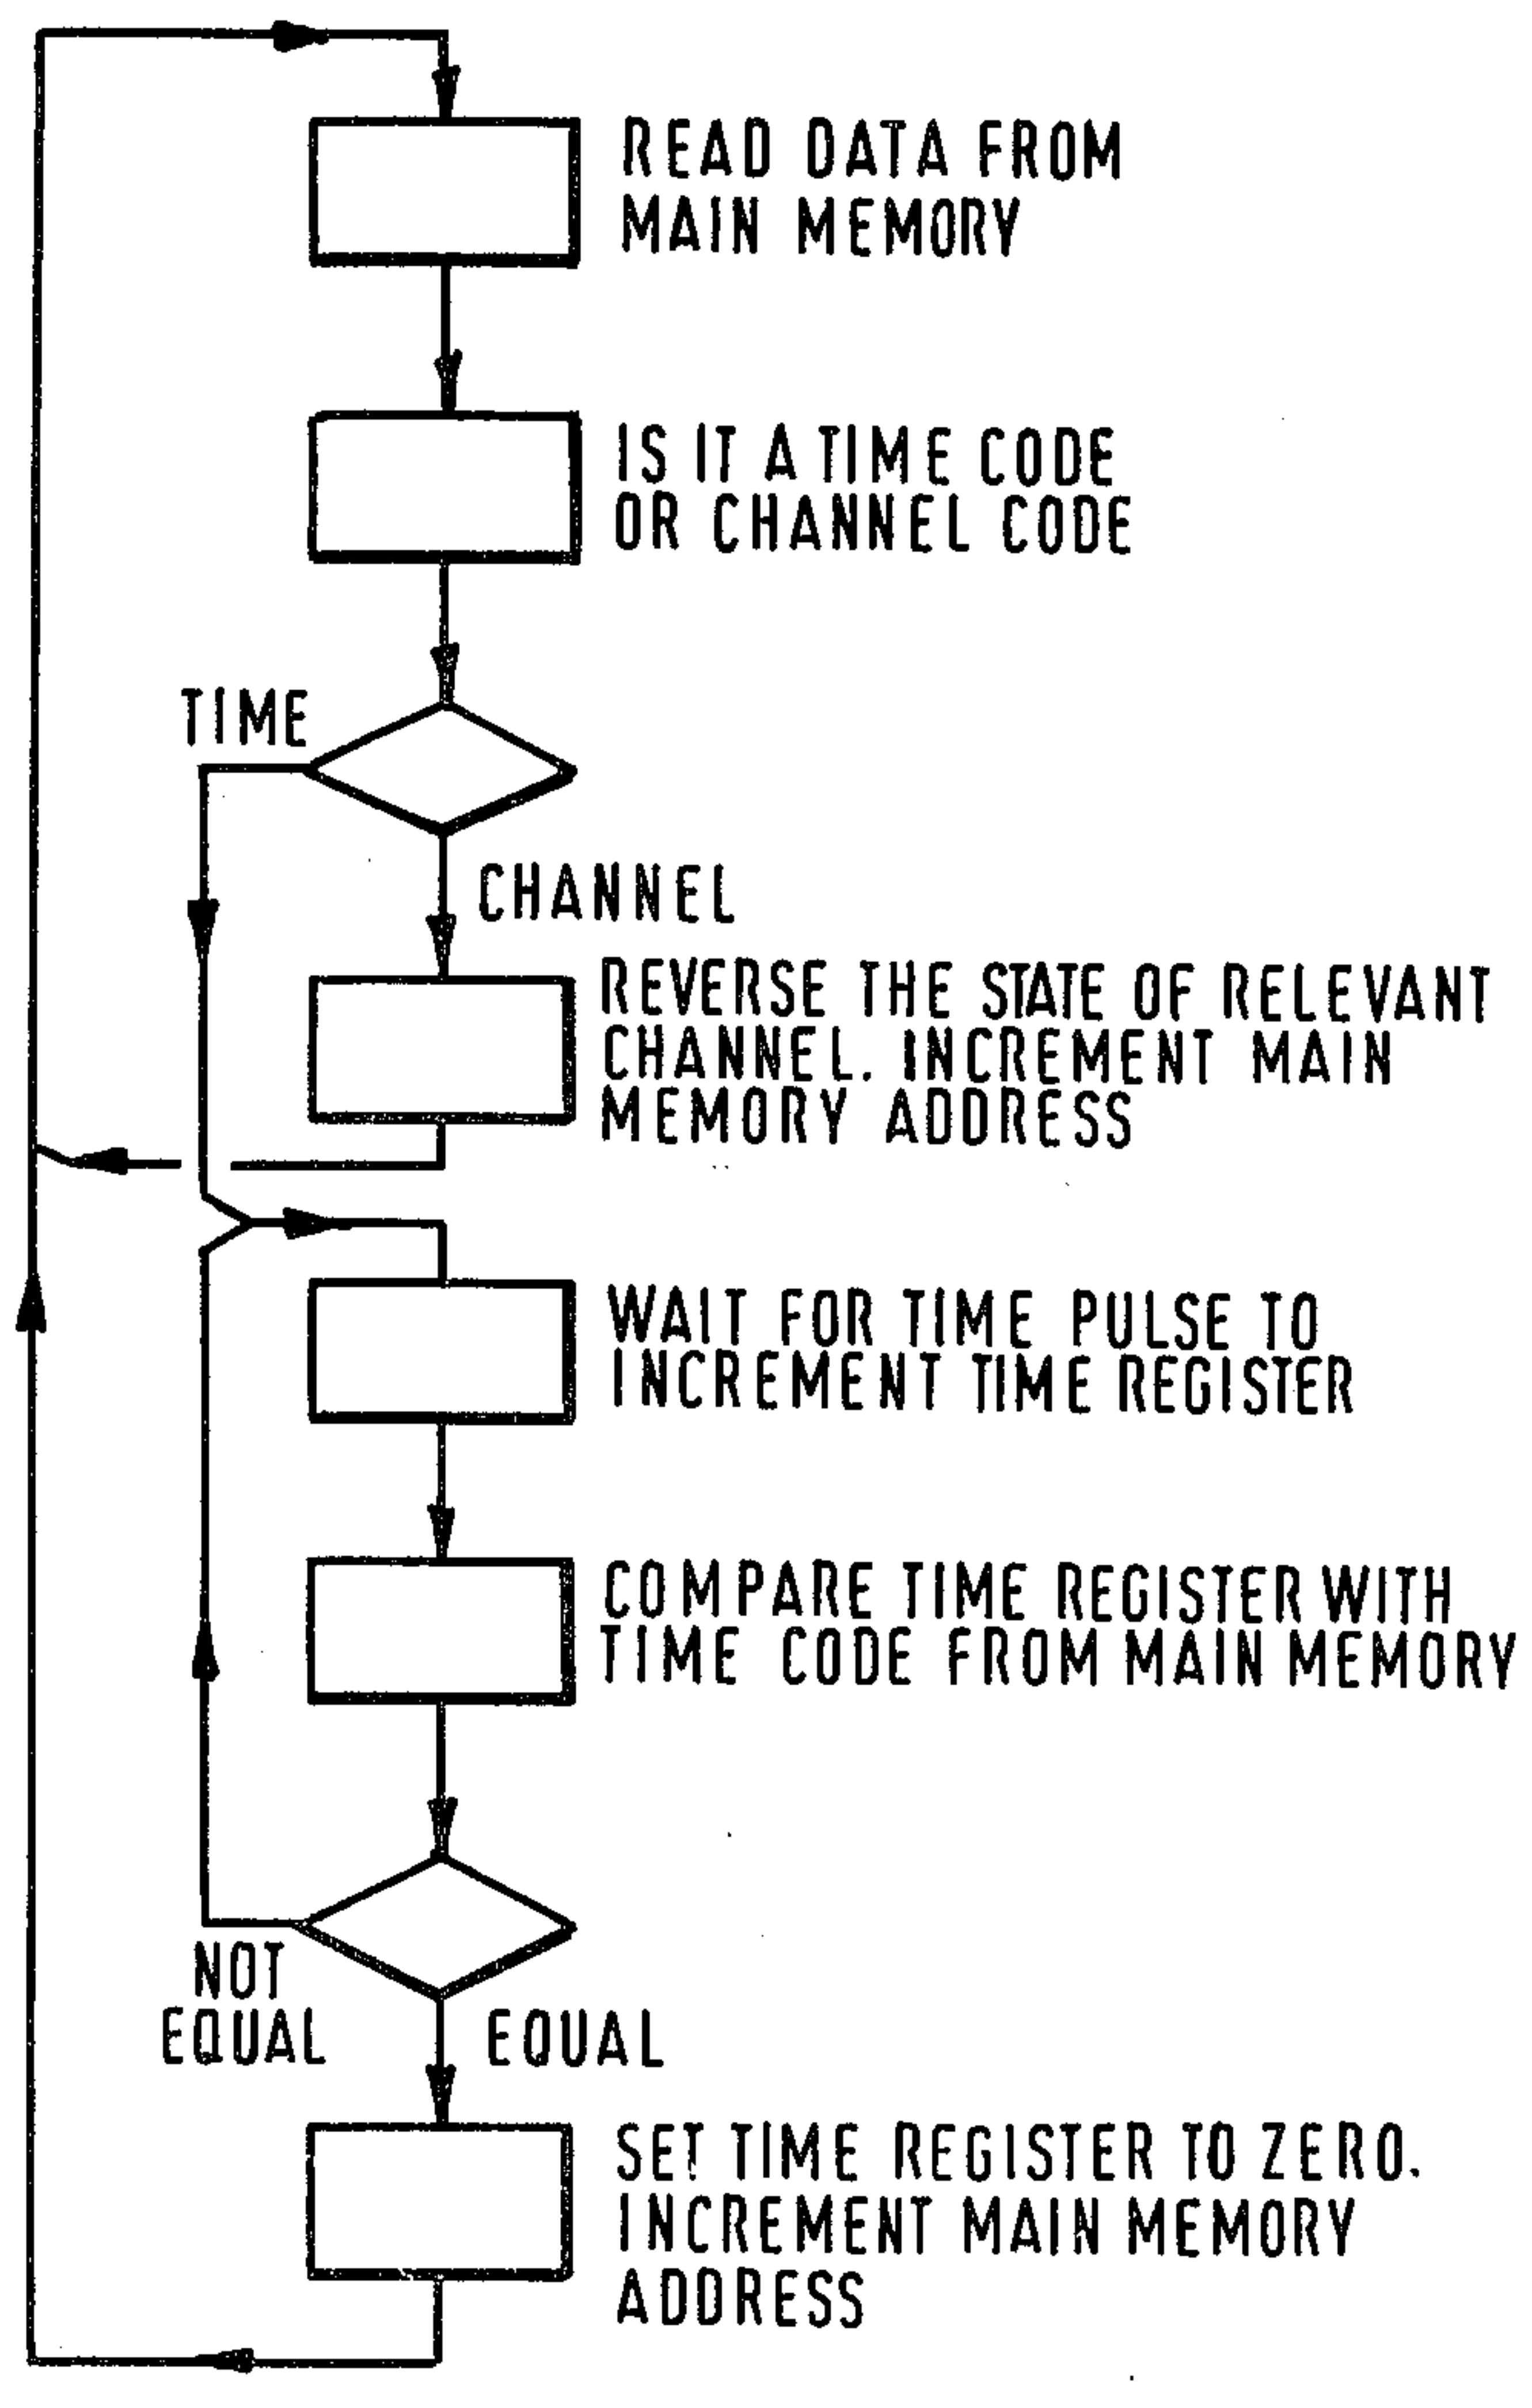 READ DATA FROM
MAIN MEMORY
IS IT A TIME CODE
OR CHANNEL CODE
TIME
CHANNEL
REVERSE THE STATE OF RELEVANT
CHANNEL. INCREMENT MAIN
MEMORY ADDRESS
WAIT FOR TIME PULSE TO
INCREMENT TIME REGISTER
COMPARE TIME REGISTER WITH
TIME CODE FROM MAIN MEMORY
NOT
EQUAL
EQUAL
SET TIME REGISTER TO ZERO.
INCREMENT MAIN MEMORY
ADDRESS